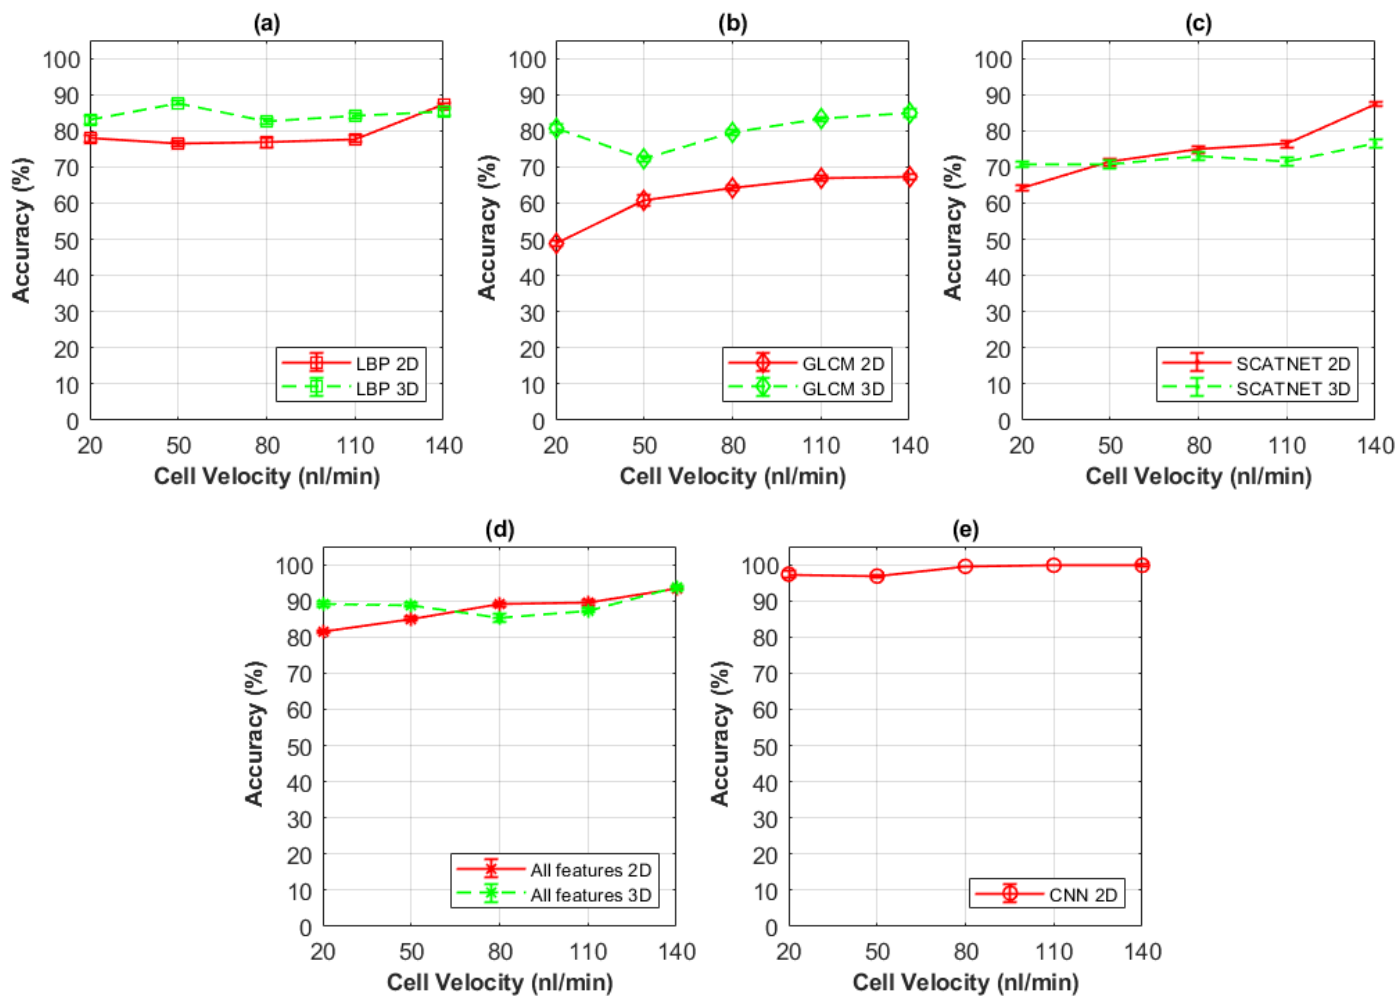 (a)
100
90
80
70
60
50
40
30
20
10
0
Accuracy (%)
LBP 2D
LBP 3D
20 50 80 110 140
Cell Velocity (nl/min)
(b)
100
90
80
70
60
50
40
30
20
10
0
Accuracy (%)
GLCM 2D
GLCM 3D
20 50 80 110 140
Cell Velocity (nl/min)
(c)
100
90
80
70
60
50
40
30
20
10
0
Accuracy (%)
SCATNET 2D
SCATNET 3D
20 50 80 110 140
Cell Velocity (nl/min)
(d)
100
90
80
70
60
50
40
30
20
10
0
Accuracy (%)
All features 2D
All features 3D
20 50 80 110 140
Cell Velocity (nl/min)
(e)
100
90
80
70
60
50
40
30
20
10
0
Accuracy (%)
CNN 2D
20 50 80 110 140
Cell Velocity (nl/min)